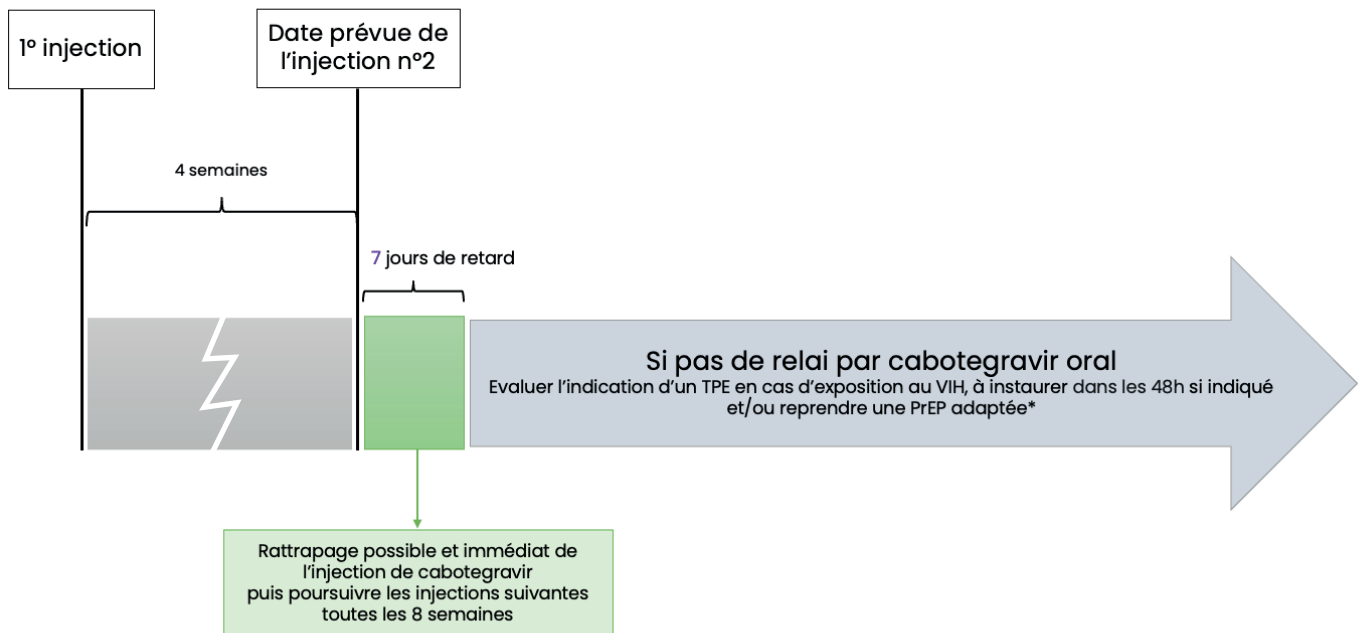 1° injection
Date prévue de
l'injection n°2
4 semaines
7 jours de retard
Si pas de relai par cabotegravir oral
Evaluer l'indication d'un TPE en cas d'exposition au VIH, à instaurer dans les 48h si indiqué
et/ou reprendre une PrEP adaptée*
Rattrapage possible et immédiat de
l'injection de cabotegravir
puis poursuivre les injections suivantes
toutes les 8 semaines